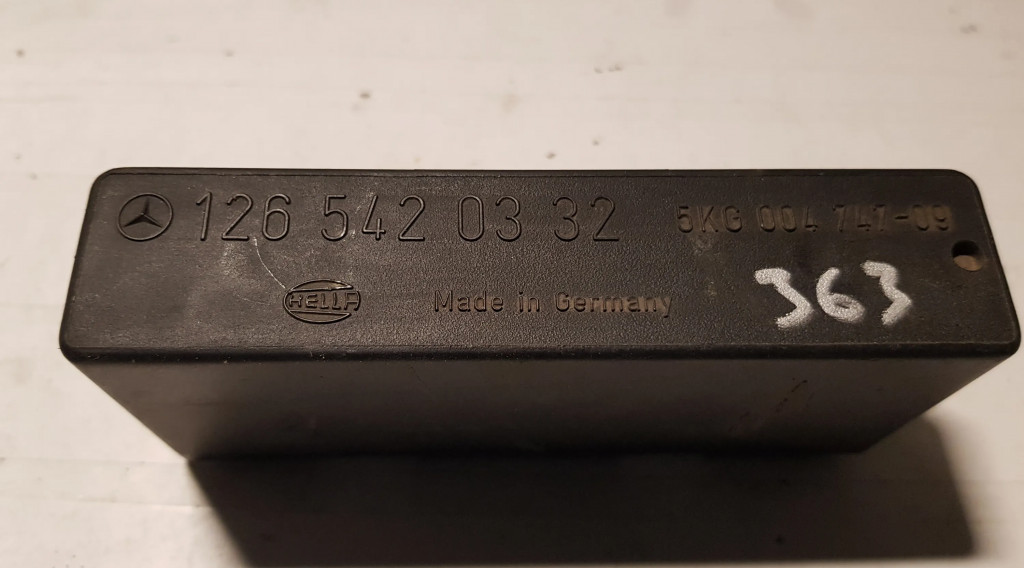 126 542 03 32 5KG 004 747-09
HELLA Made in Germany
363